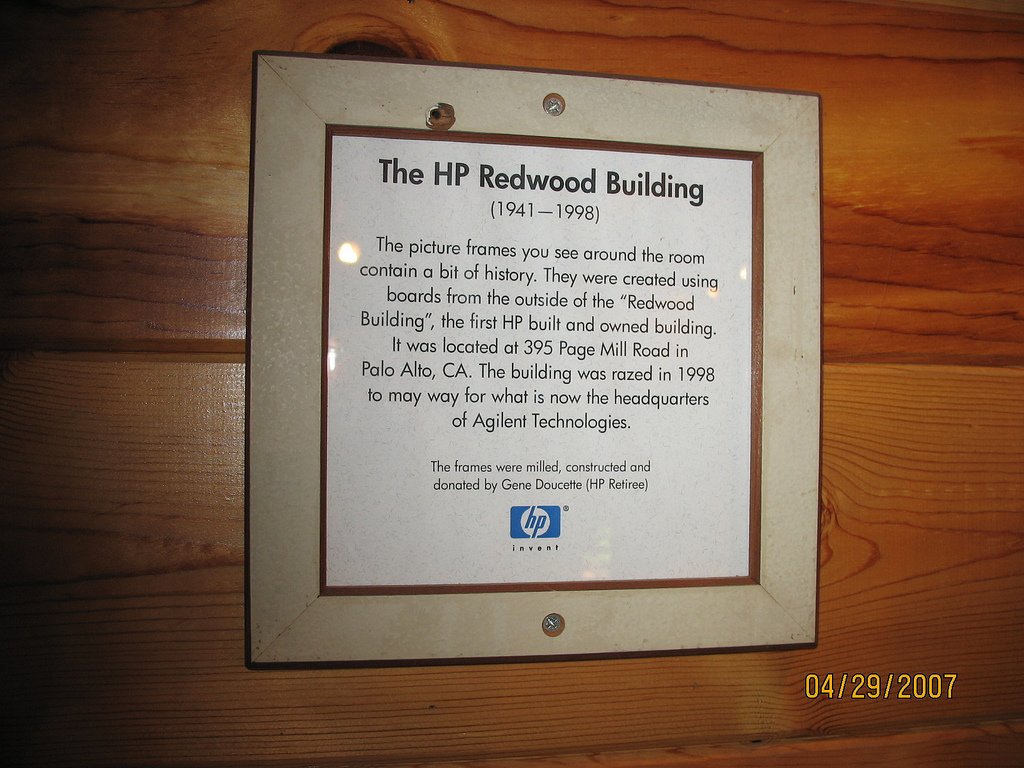 The HP Redwood Building
(1941—1998)
The picture frames you see around the room
contain a bit of history. They were created using
boards from the outside of the “Redwood
Building”, the first HP built and owned building.
It was located at 395 Page Mill Road in
Palo Alto, CA. The building was razed in 1998
to may way for what is now the headquarters
of Agilent Technologies.
The frames were milled, constructed and
donated by Gene Doucette (HP Retiree)
hp ®
invent
04/29/2007